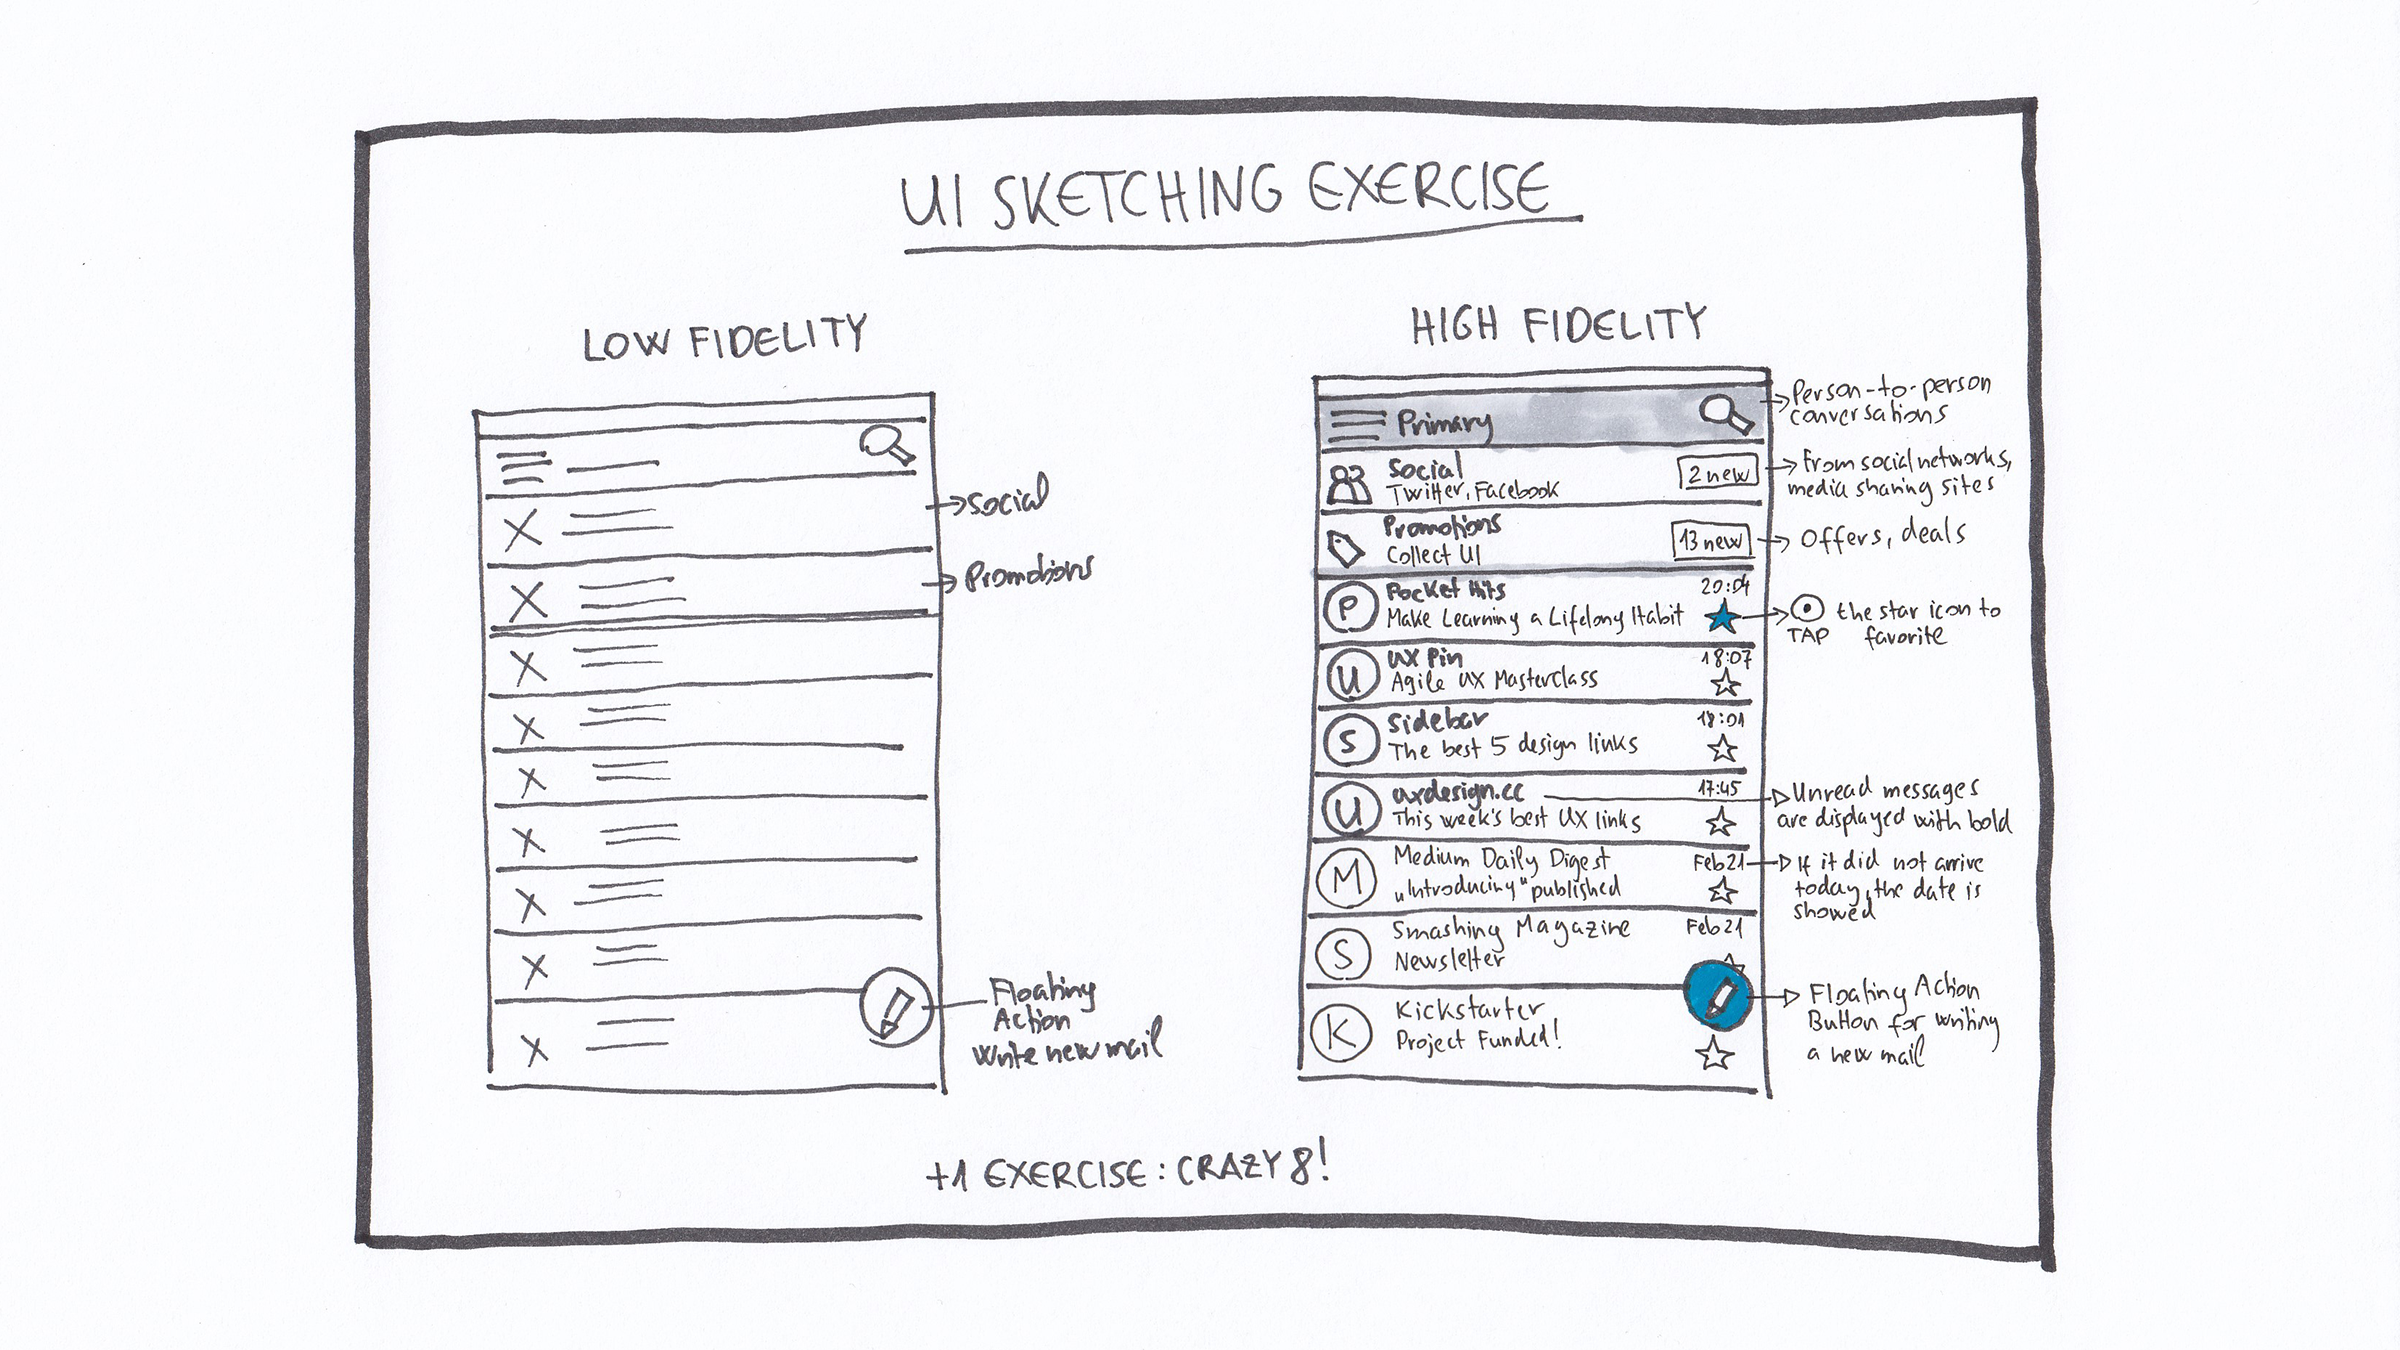 UI SKETCHING EXERCISE
LOW FIDELITY
Social
Promotions
Floating
Action
Write new mail
HIGH FIDELITY
Primary
Person-to-person
conversations
Social
Twitter, Facebook
2 new
From social networks,
media sharing sites
Promotions
Collect UI
13 new
Offers, deals
P
Pocket Hits
20:04
Make Learning a Lifelong Habit
TAP
the star icon to
favorite
U
UX Pin
18:07
Agile UX Masterclass
S
Sidebar
18:01
The best 5 design links
U
uxdesign.cc
17:45
This week's best UX links
Unread messages
are displayed with bold
M
Medium Daily Digest
Feb 21
„Introducing" published
If it did not arrive
today, the date is
showed
S
Smashing Magazine
Feb 21
Newsletter
K
Kickstarter
Project Funded!
Floating Action
Button for writing
a new mail
+1 EXERCISE: CRAZY 8!